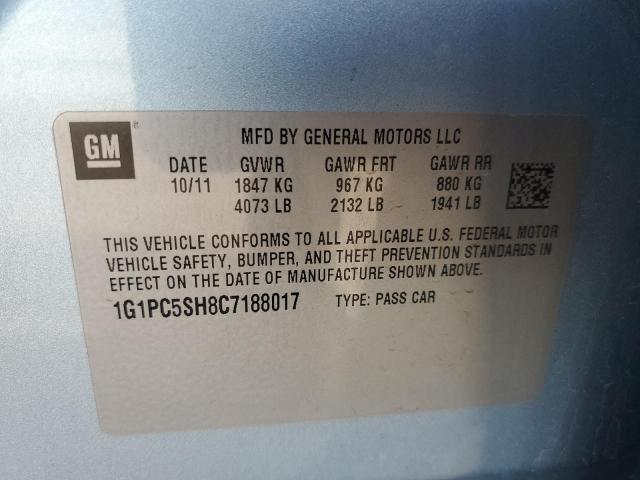 GM
MFD BY GENERAL MOTORS LLC
DATE GVWR GAWR FRT GAWR RR
10/11 1847 KG 967 KG 880 KG
4073 LB 2132 LB 1941 LB
THIS VEHICLE CONFORMS TO ALL APPLICABLE U.S. FEDERAL MOTOR
VEHICLE SAFETY, BUMPER, AND THEFT PREVENTION STANDARDS IN
EFFECT ON THE DATE OF MANUFACTURE SHOWN ABOVE.
1G1PC5SH8C7188017 TYPE: PASS CAR